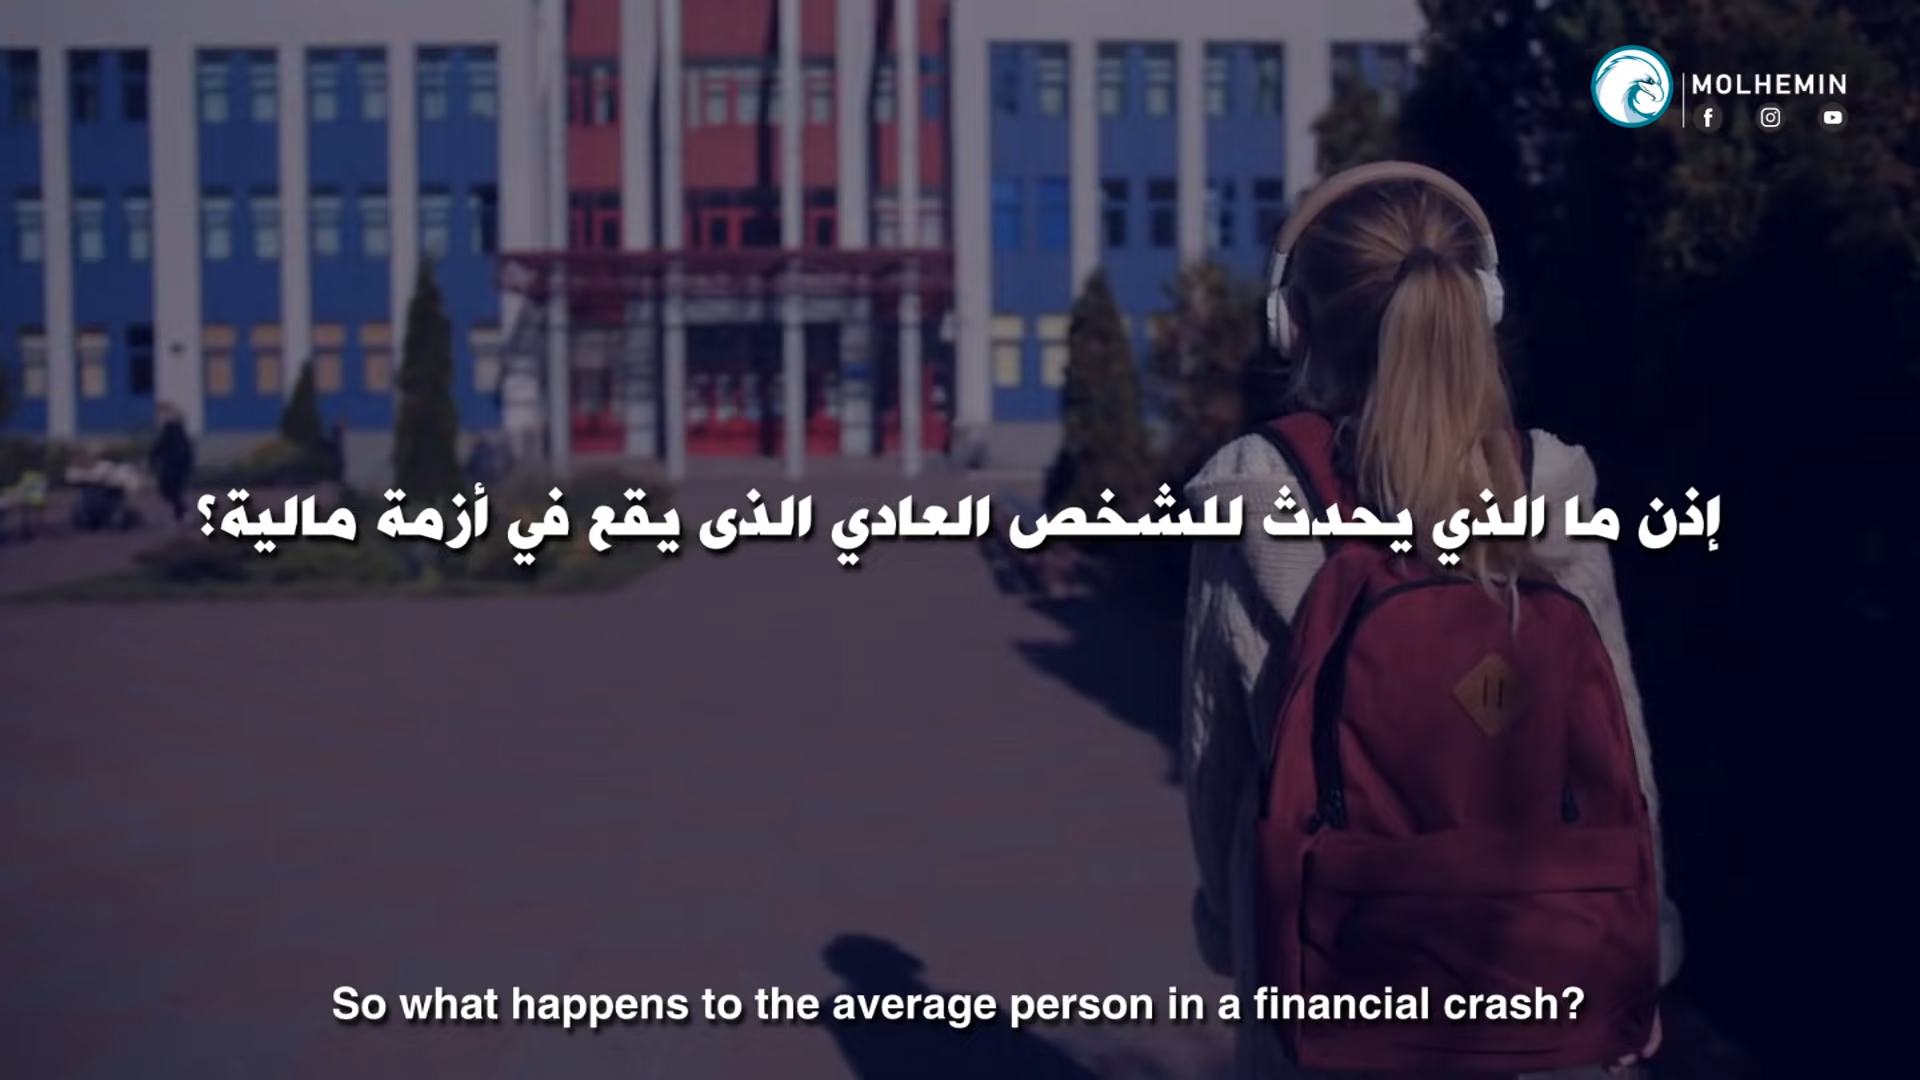 MOLHEMIN
إذن ما الذي يحدث للشخص العادي الذى يقع في أزمة مالية؟
So what happens to the average person in a financial crash?